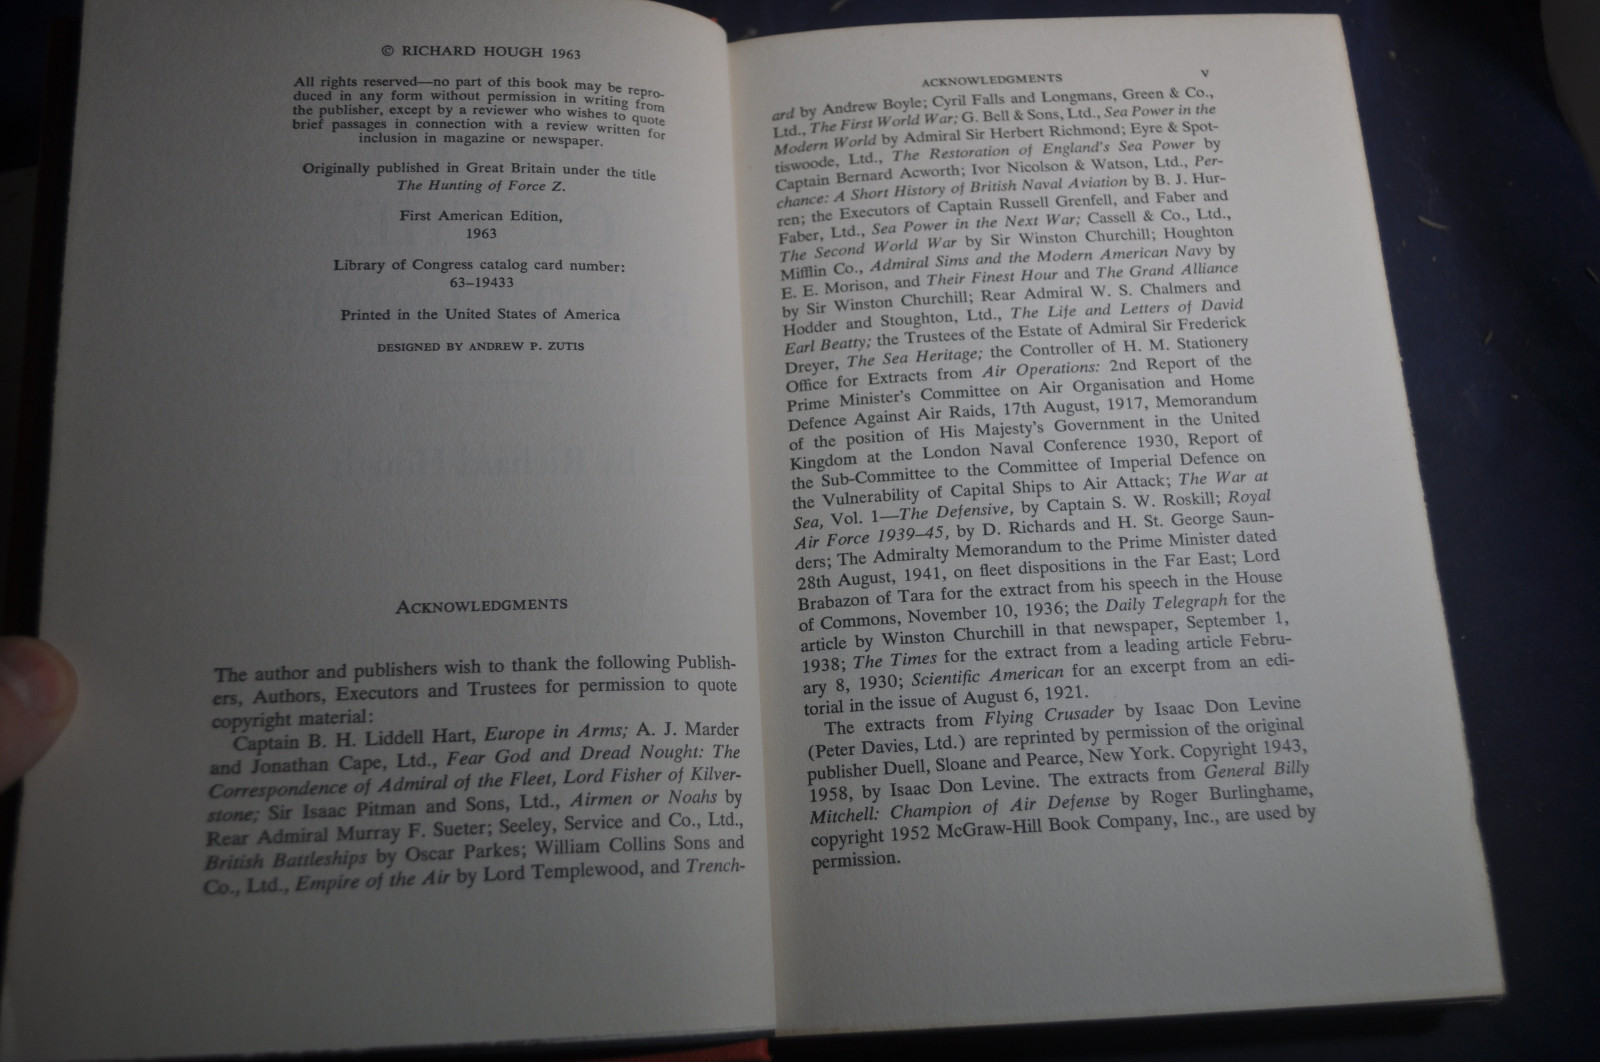 © RICHARD HOUGH 1963
All rights reserved—no part of this book may be repro-
duced in any form without permission in writing from
the publisher, except by a reviewer who wishes to quote
brief passages in connection with a review written for
inclusion in magazine or newspaper.
Originally published in Great Britain under the title
The Hunting of Force Z.
First American Edition,
1963
Library of Congress catalog card number:
63–19433
Printed in the United States of America
DESIGNED BY ANDREW P. ZUTIS
ACKNOWLEDGMENTS
The author and publishers wish to thank the following Publish-
ers, Authors, Executors and Trustees for permission to quote
copyright material:
Captain B. H. Liddell Hart, Europe in Arms; A. J. Marder
and Jonathan Cape, Ltd., Fear God and Dread Nought: The
Correspondence of Admiral of the Fleet, Lord Fisher of Kilver-
stone; Sir Isaac Pitman and Sons, Ltd., Airmen or Noahs by
Rear Admiral Murray F. Sueter; Seeley, Service and Co., Ltd.,
British Battleships by Oscar Parkes; William Collins Sons and
Co., Ltd., Empire of the Air by Lord Templewood, and Trench-
ACKNOWLEDGMENTS v
ard by Andrew Boyle; Cyril Falls and Longmans, Green & Co.,
Ltd., The First World War; G. Bell & Sons, Ltd., Sea Power in the
Modern World by Admiral Sir Herbert Richmond; Eyre & Spot-
tiswoode, Ltd., The Restoration of England's Sea Power by
Captain Bernard Acworth; Ivor Nicolson & Watson, Ltd., Per-
chance: A Short History of British Naval Aviation by B. J. Hur-
ren; the Executors of Captain Russell Grenfell, and Faber and
Faber, Ltd., Sea Power in the Next War; Cassell & Co., Ltd.,
The Second World War by Sir Winston Churchill; Houghton
Mifflin Co., Admiral Sims and the Modern American Navy by
E. E. Morison, and Their Finest Hour and The Grand Alliance
by Sir Winston Churchill; Rear Admiral W. S. Chalmers and
Hodder and Stoughton, Ltd., The Life and Letters of David
Earl Beatty; the Trustees of the Estate of Admiral Sir Frederick
Dreyer, The Sea Heritage; the Controller of H. M. Stationery
Office for Extracts from Air Operations: 2nd Report of the
Prime Minister's Committee on Air Organisation and Home
Defence Against Air Raids, 17th August, 1917, Memorandum
of the position of His Majesty's Government in the United
Kingdom at the London Naval Conference 1930, Report of
the Sub-Committee to the Committee of Imperial Defence on
the Vulnerability of Capital Ships to Air Attack; The War at
Sea, Vol. 1—The Defensive, by Captain S. W. Roskill; Royal
Air Force 1939–45, by D. Richards and H. St. George Saun-
ders; The Admiralty Memorandum to the Prime Minister dated
28th August, 1941, on fleet dispositions in the Far East; Lord
Brabazon of Tara for the extract from his speech in the House
of Commons, November 10, 1936; the Daily Telegraph for the
article by Winston Churchill in that newspaper, September 1,
1938; The Times for the extract from a leading article Febru-
ary 8, 1930; Scientific American for an excerpt from an edi-
torial in the issue of August 6, 1921.
The extracts from Flying Crusader by Isaac Don Levine
(Peter Davies, Ltd.) are reprinted by permission of the original
publisher Duell, Sloane and Pearce, New York. Copyright 1943,
1958, by Isaac Don Levine. The extracts from General Billy
Mitchell: Champion of Air Defense by Roger Burlinghame,
copyright 1952 McGraw-Hill Book Company, Inc., are used by
permission.